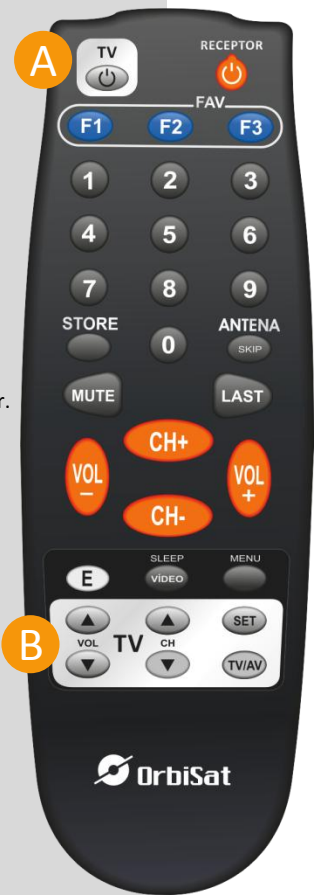 A
TV
RECEPTOR
FAV
F1 F2 F3
1 2 3
4 5 6
7 8 9
STORE
0
ANTENA
SKIP
r.
MUTE
LAST
CH+
VOL
–
VOL
+
CH-
E
SLEEP
VÍDEO
MENU
B
VOL
TV
CH
SET
TV/AV
OrbiSat